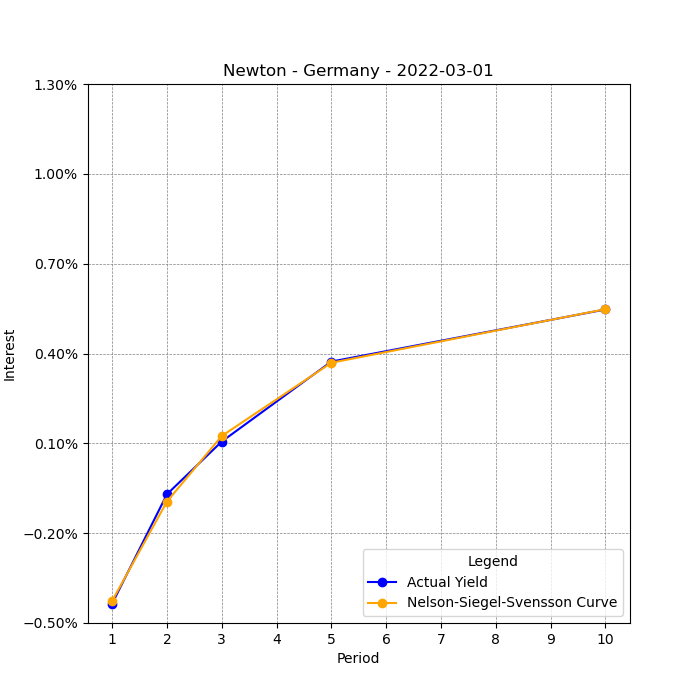 Newton - Germany - 2022-03-01
1.30%
1.00%
0.70%
0.40%
0.10%
−0.20%
−0.50%
Interest
Legend
Actual Yield
Nelson-Siegel-Svensson Curve
1 2 3 4 5 6 7 8 9 10
Period